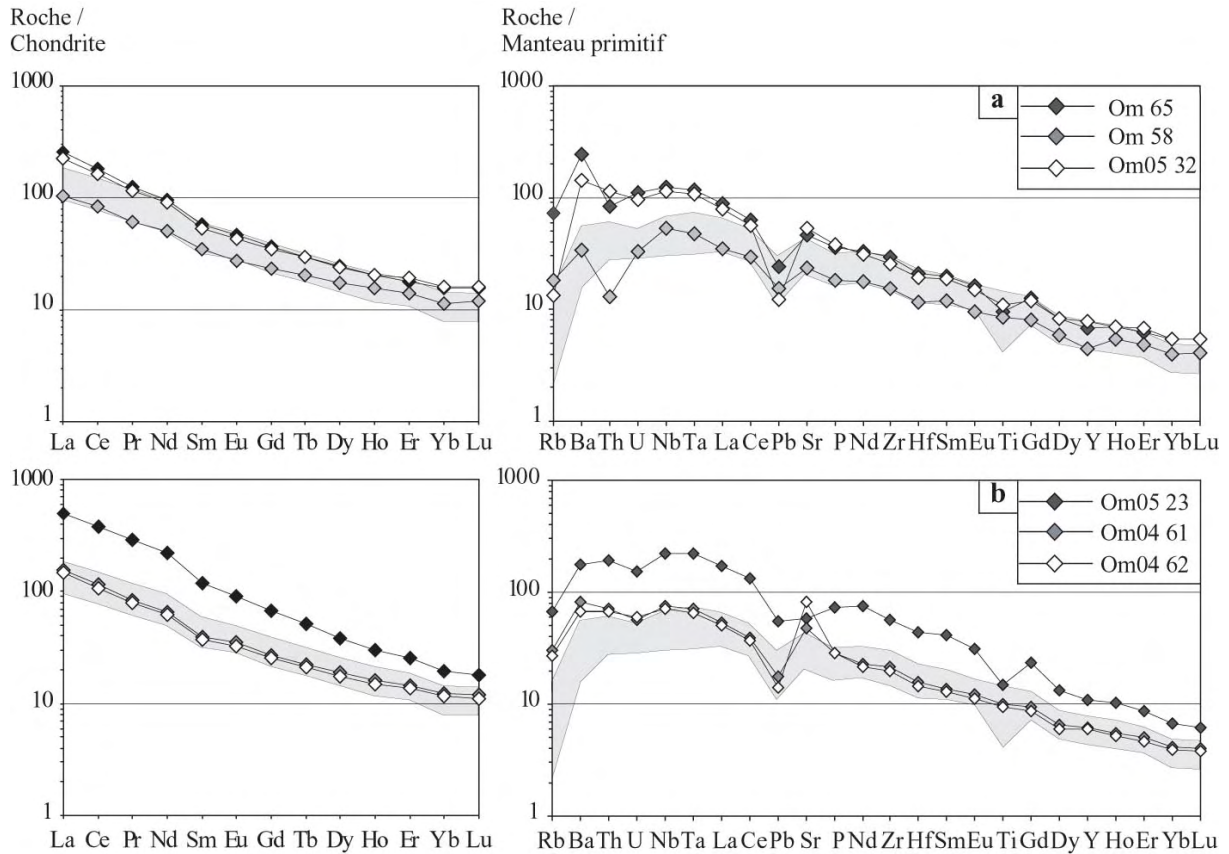 Roche /
Chondrite
Roche /
Manteau primitif
1000
100
10
1
La Ce Pr Nd Sm Eu Gd Tb Dy Ho Er Yb Lu
1000
100
10
1
a
Om 65
Om 58
Om05 32
Rb Ba Th U Nb Ta La Ce Pb Sr P Nd Zr Hf Sm Eu Ti Gd Dy Y Ho Er Yb Lu
1000
100
10
1
La Ce Pr Nd Sm Eu Gd Tb Dy Ho Er Yb Lu
1000
100
10
1
b
Om05 23
Om04 61
Om04 62
Rb Ba Th U Nb Ta La Ce Pb Sr P Nd Zr Hf Sm Eu Ti Gd Dy Y Ho Er Yb Lu